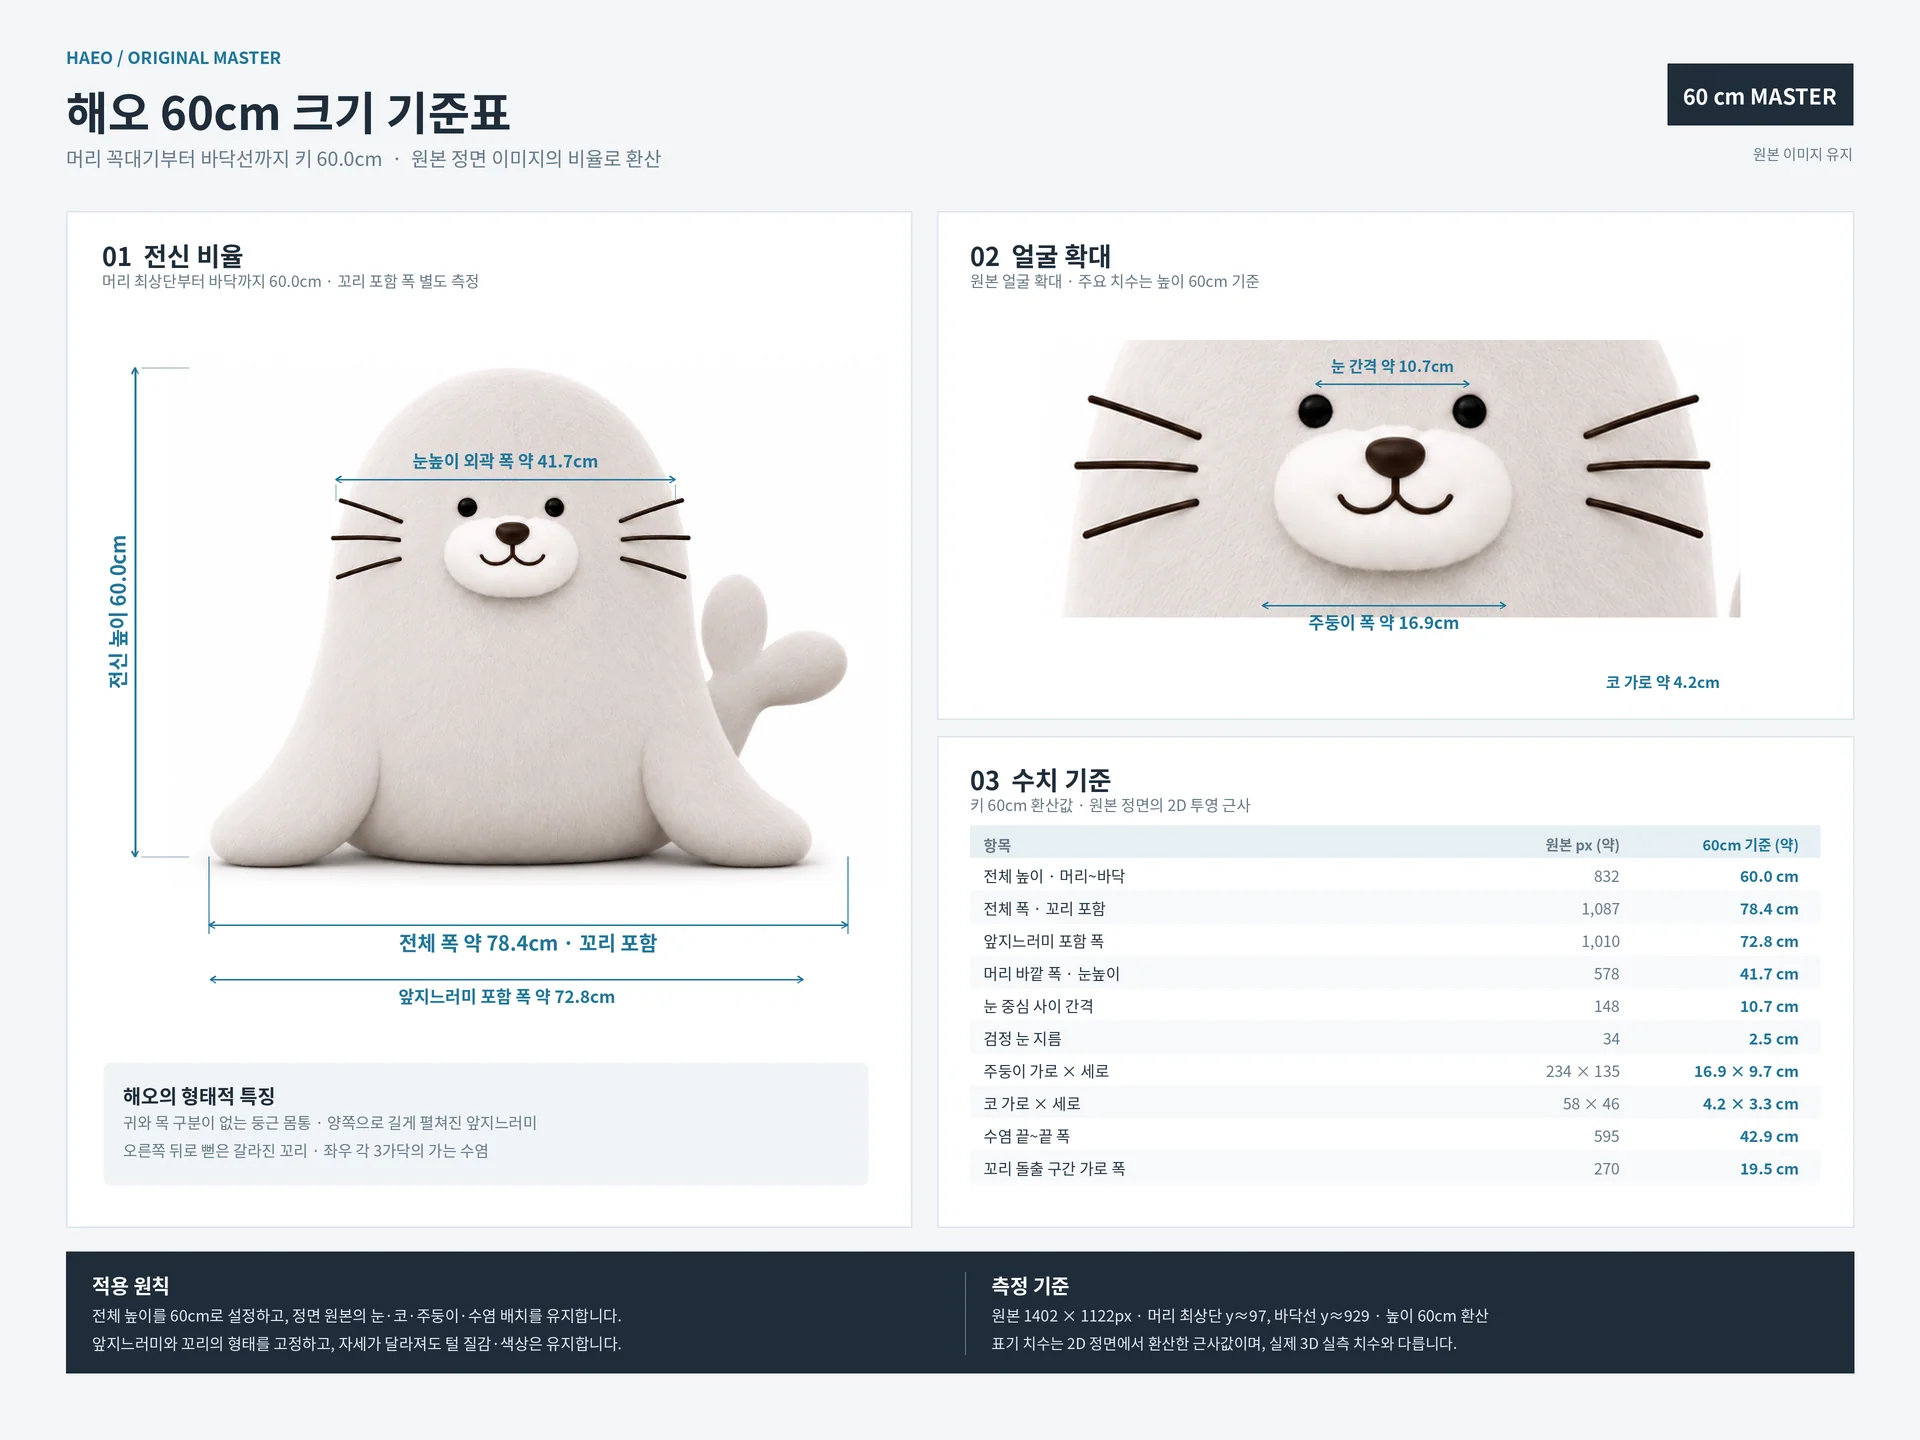 HAEO / ORIGINAL MASTER
해오 60cm 크기 기준표
머리 꼭대기부터 바닥선까지 키 60.0cm · 원본 정면 이미지의 비율로 환산
60 cm MASTER
원본 이미지 유지
01 전신 비율
머리 최상단부터 바닥까지 60.0cm · 꼬리 포함 폭 별도 측정
전신 높이 60.0cm
눈높이 외곽 폭 약 41.7cm
전체 폭 약 78.4cm · 꼬리 포함
앞지느러미 포함 폭 약 72.8cm
해오의 형태적 특징
귀와 목 구분이 없는 둥근 몸통 · 양쪽으로 길게 펼쳐진 앞지느러미
오른쪽 뒤로 뻗은 갈라진 꼬리 · 좌우 각 3가닥의 가는 수염
02 얼굴 확대
원본 얼굴 확대 · 주요 치수는 높이 60cm 기준
눈 간격 약 10.7cm
주둥이 폭 약 16.9cm
코 가로 약 4.2cm
03 수치 기준
키 60cm 환산값 · 원본 정면의 2D 투영 근사
항목 원본 px (약) 60cm 기준 (약)
전체 높이 · 머리~바닥 832 60.0 cm
전체 폭 · 꼬리 포함 1,087 78.4 cm
앞지느러미 포함 폭 1,010 72.8 cm
머리 바깥 폭 · 눈높이 578 41.7 cm
눈 중심 사이 간격 148 10.7 cm
검정 눈 지름 34 2.5 cm
주둥이 가로 × 세로 234 × 135 16.9 × 9.7 cm
코 가로 × 세로 58 × 46 4.2 × 3.3 cm
수염 끝~끝 폭 595 42.9 cm
꼬리 돌출 구간 가로 폭 270 19.5 cm
적용 원칙
전체 높이를 60cm로 설정하고, 정면 원본의 눈·코·주둥이·수염 배치를 유지합니다.
앞지느러미와 꼬리의 형태를 고정하고, 자세가 달라져도 털 질감·색상은 유지합니다.
측정 기준
원본 1402 × 1122px · 머리 최상단 y≈97, 바닥선 y≈929 · 높이 60cm 환산
표기 치수는 2D 정면에서 환산한 근사값이며, 실제 3D 실측 치수와 다릅니다.